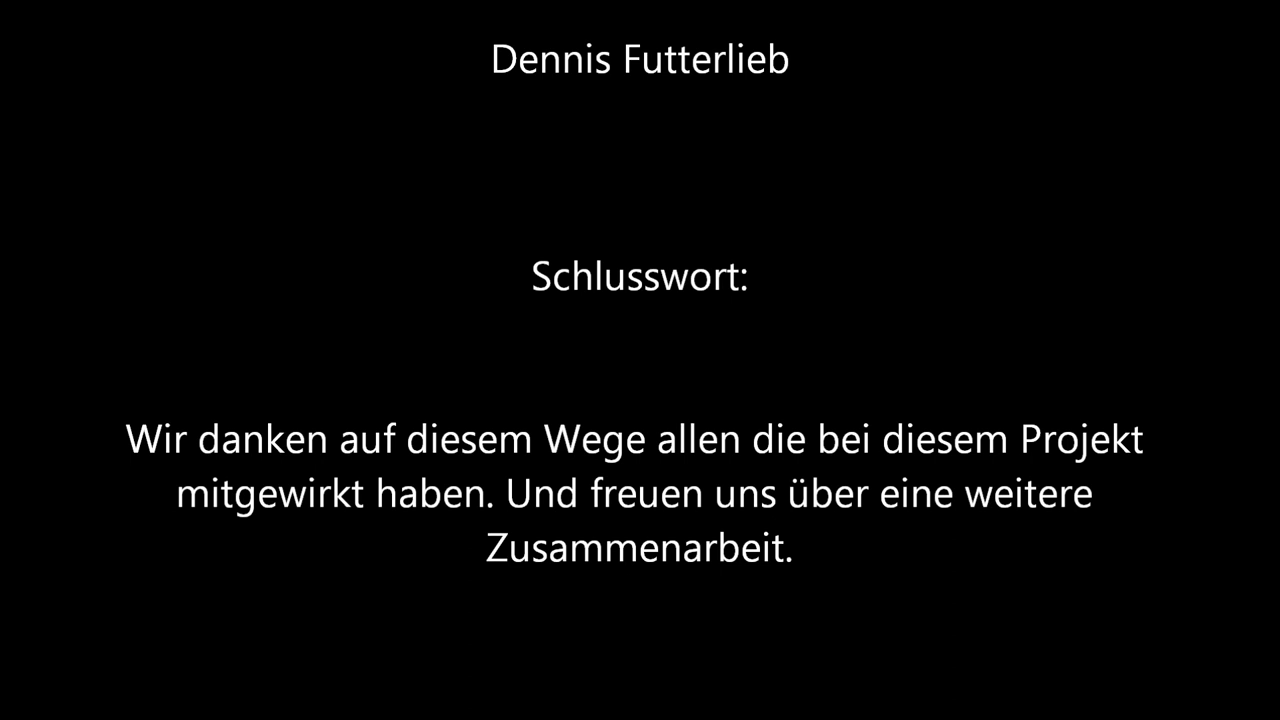 Dennis Futterlieb
Schlusswort:
Wir danken auf diesem Wege allen die bei diesem Projekt
mitgewirkt haben. Und freuen uns über eine weitere
Zusammenarbeit.